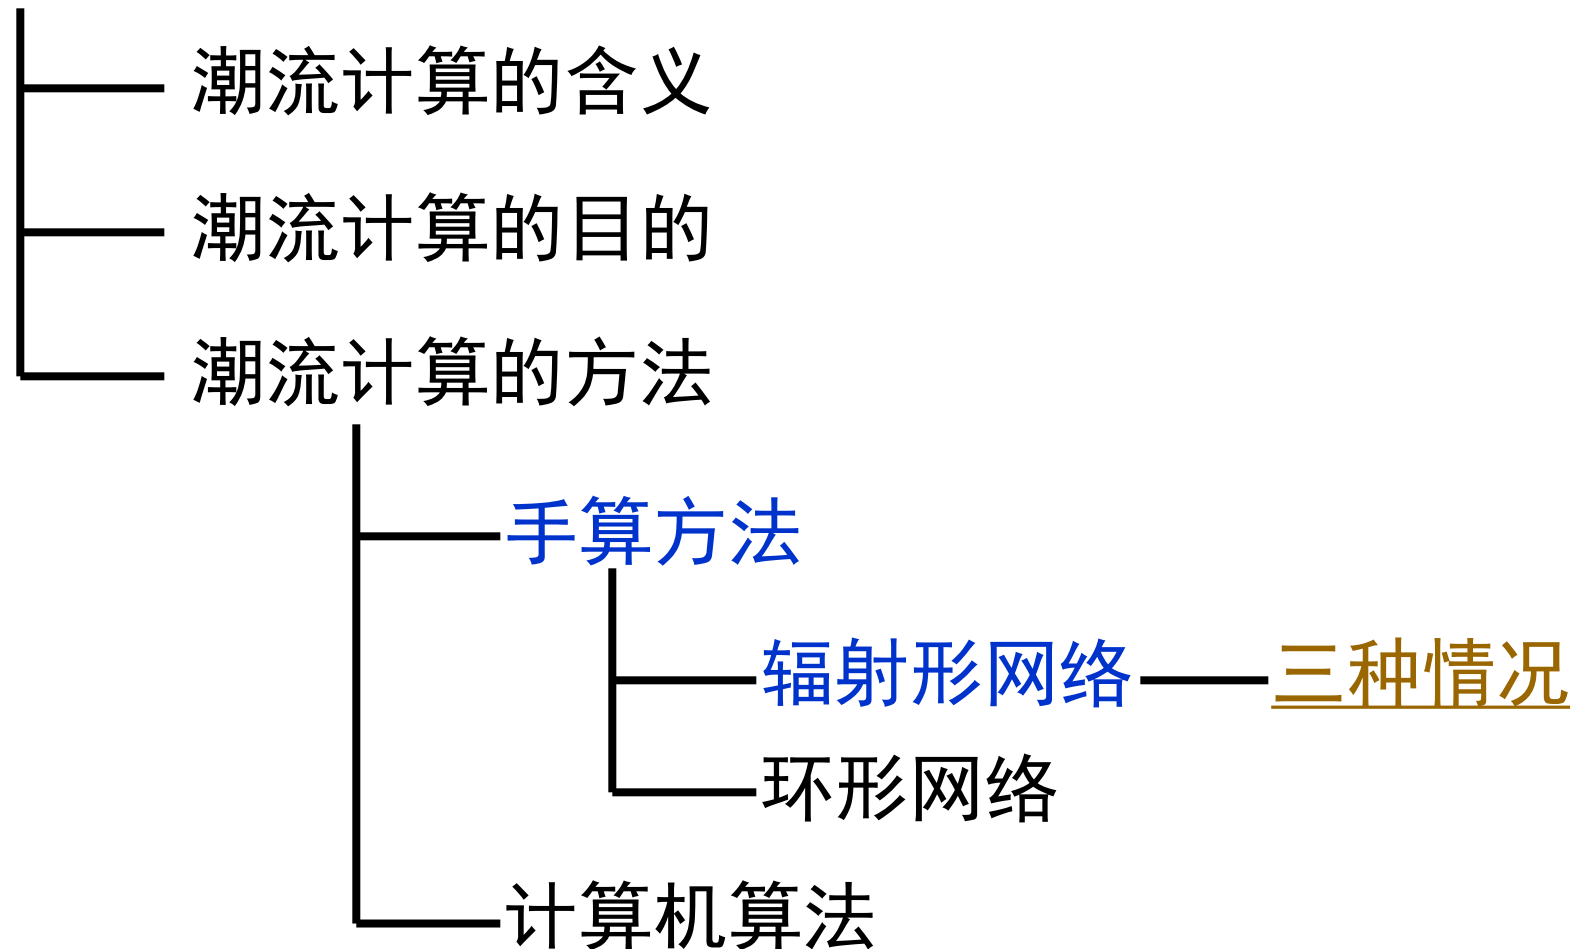 潮流计算的含义
潮流计算的目的
潮流计算的方法
手算方法
辐射形网络 三种情况
环形网络
计算机算法